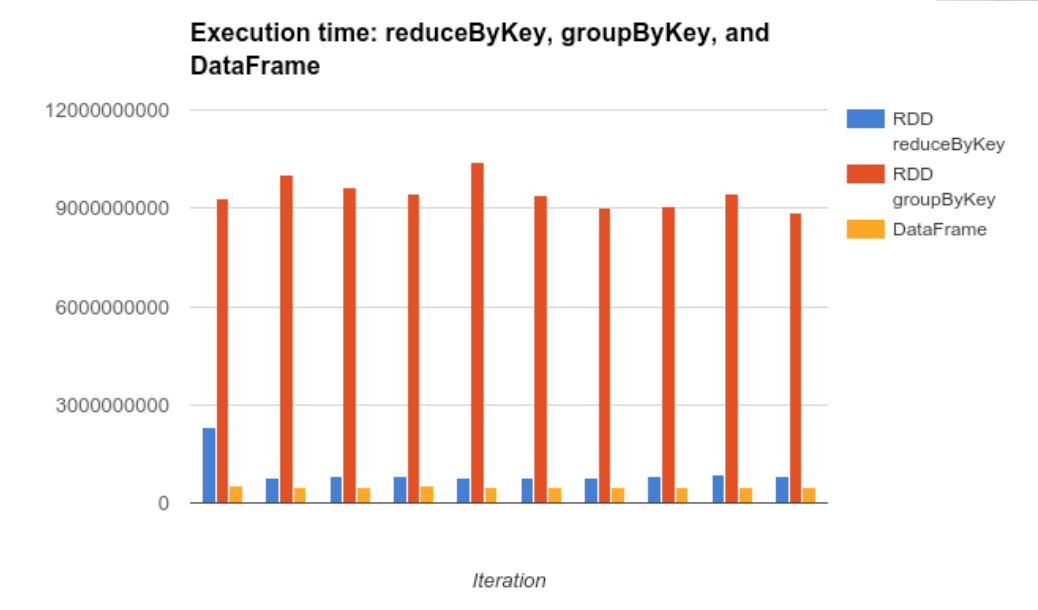 Execution time: reduceByKey, groupByKey, and
DataFrame
12000000000
9000000000
6000000000
3000000000
0
RDD
reduceByKey
RDD
groupByKey
DataFrame
Iteration